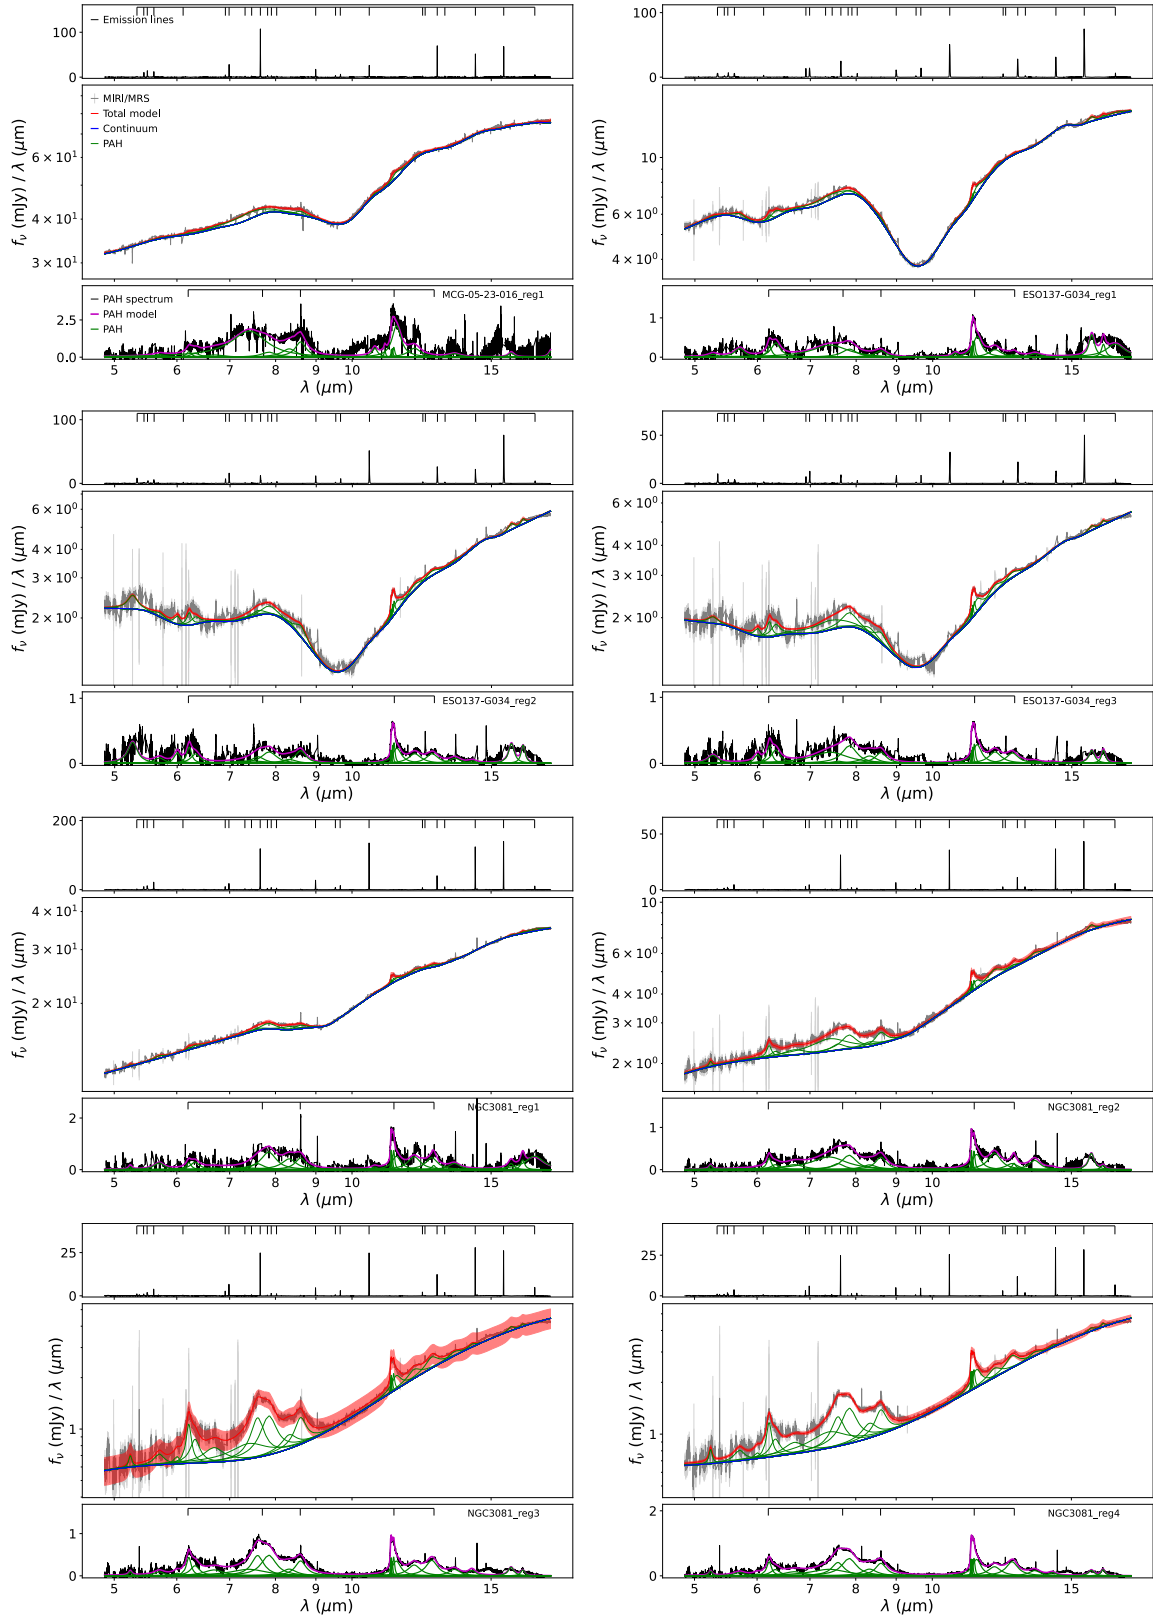 Emission lines
100
0
MIRI/MRS
Total model
Continuum
PAH
6 × 10¹
4 × 10¹
3 × 10¹
fν (mJy) / λ (μm)
PAH spectrum
PAH model
PAH
MCG-05-23-016_reg1
2.5
0.0
5 6 7 8 9 10 15
λ (μm)
100
0
10
6 × 10⁰
4 × 10⁰
fν (mJy) / λ (μm)
ESO137-G034_reg1
1
0
5 6 7 8 9 10 15
λ (μm)
100
0
6 × 10⁰
4 × 10⁰
3 × 10⁰
2 × 10⁰
fν (mJy) / λ (μm)
ESO137-G034_reg2
1
0
5 6 7 8 9 10 15
λ (μm)
50
0
6 × 10⁰
4 × 10⁰
3 × 10⁰
2 × 10⁰
fν (mJy) / λ (μm)
ESO137-G034_reg3
1
0
5 6 7 8 9 10 15
λ (μm)
200
0
4 × 10¹
3 × 10¹
2 × 10¹
fν (mJy) / λ (μm)
NGC3081_reg1
2
0
5 6 7 8 9 10 15
λ (μm)
50
0
10
6 × 10⁰
4 × 10⁰
3 × 10⁰
2 × 10⁰
fν (mJy) / λ (μm)
NGC3081_reg2
1
0
5 6 7 8 9 10 15
λ (μm)
25
0
1
fν (mJy) / λ (μm)
NGC3081_reg3
1
0
5 6 7 8 9 10 15
λ (μm)
25
0
1
fν (mJy) / λ (μm)
NGC3081_reg4
2
0
5 6 7 8 9 10 15
λ (μm)